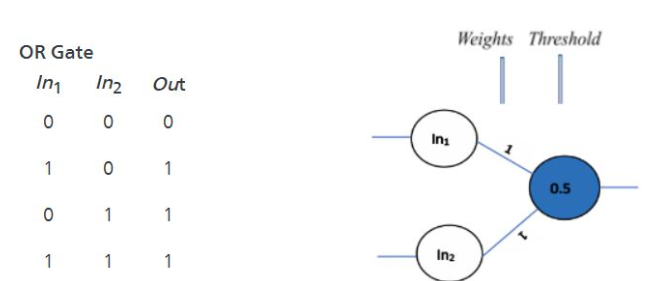 OR Gate
In₁ In₂ Out
0 0 0
1 0 1
0 1 1
1 1 1
Weights Threshold
In₁
1
0.5
1
In₂